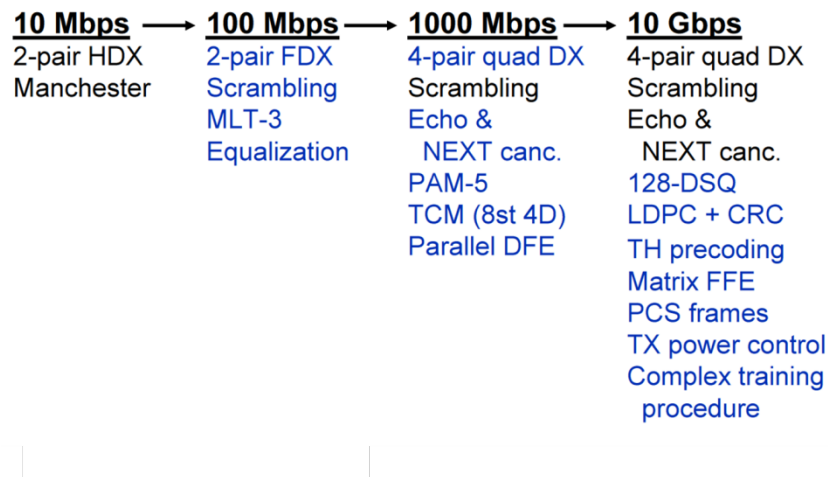 10 Mbps
2-pair HDX
Manchester
100 Mbps
2-pair FDX
Scrambling
MLT-3
Equalization
1000 Mbps
4-pair quad DX
Scrambling
Echo &
NEXT canc.
PAM-5
TCM (8st 4D)
Parallel DFE
10 Gbps
4-pair quad DX
Scrambling
Echo &
NEXT canc.
128-DSQ
LDPC + CRC
TH precoding
Matrix FFE
PCS frames
TX power control
Complex training
procedure